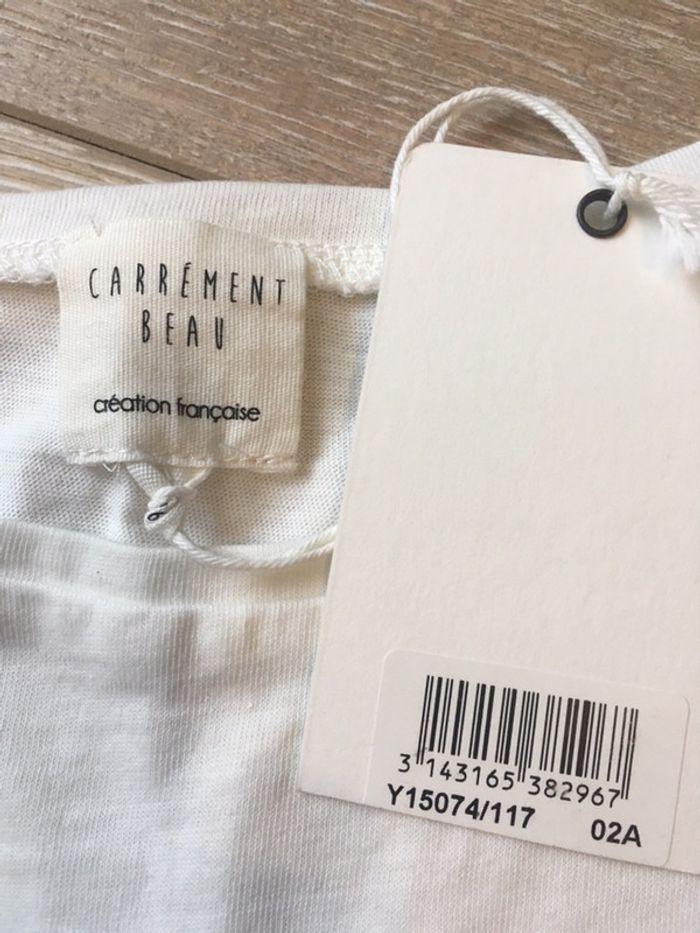 CARRÉMENT
BEAU
création française
3 143165 382967
Y15074/117 02A